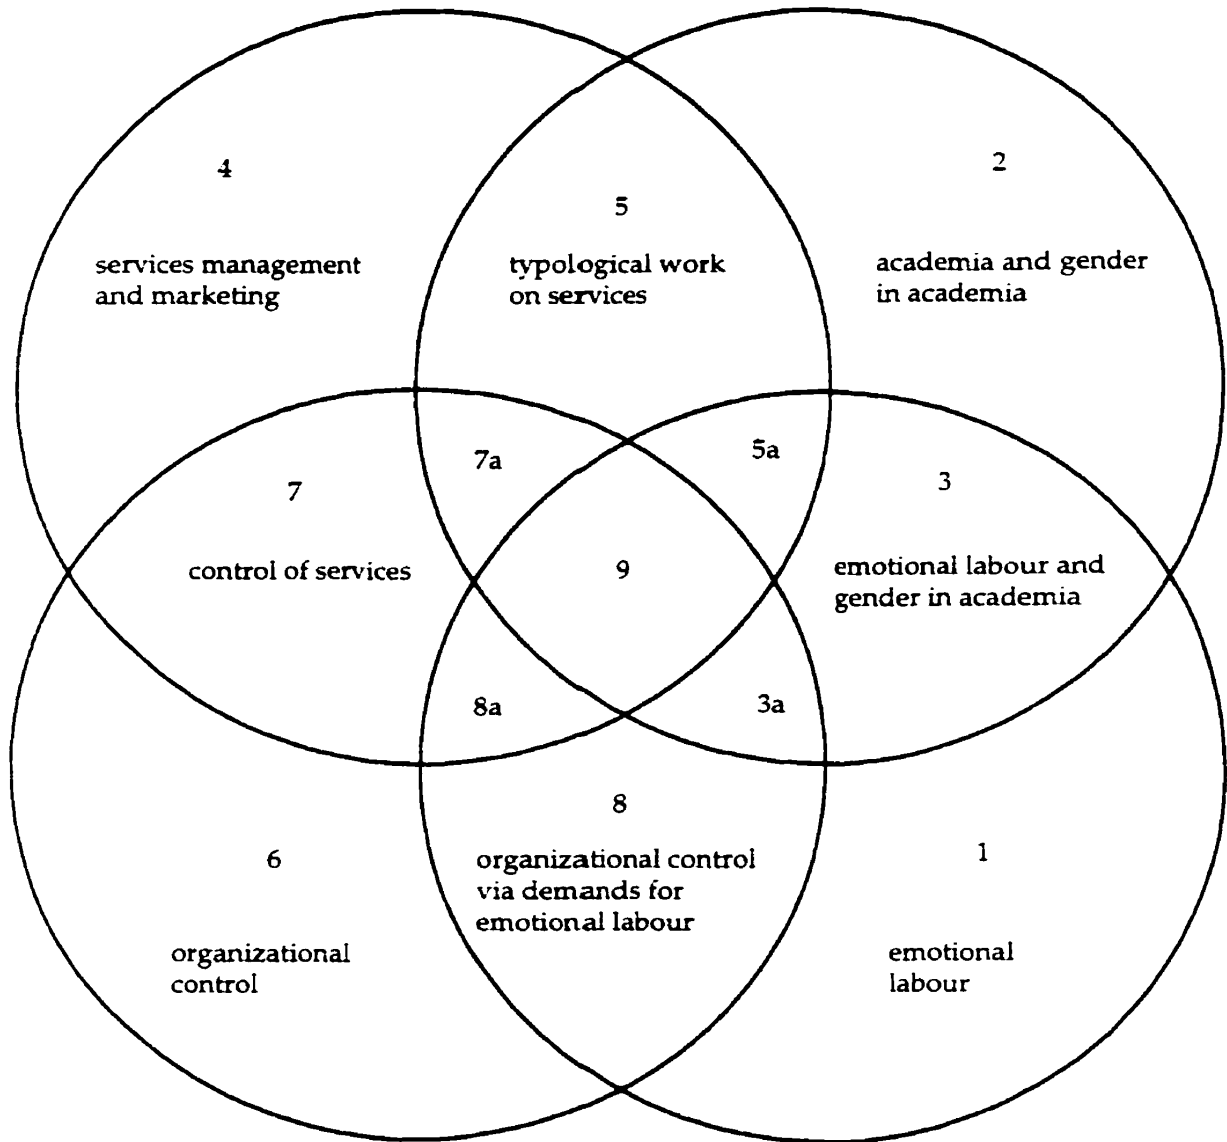 4
services management
and marketing
5
typological work
on services
2
academia and gender
in academia
7a
5a
7
control of services
9
3
emotional labour and
gender in academia
8a
3a
6
organizational
control
8
organizational control
via demands for
emotional labour
1
emotional
labour